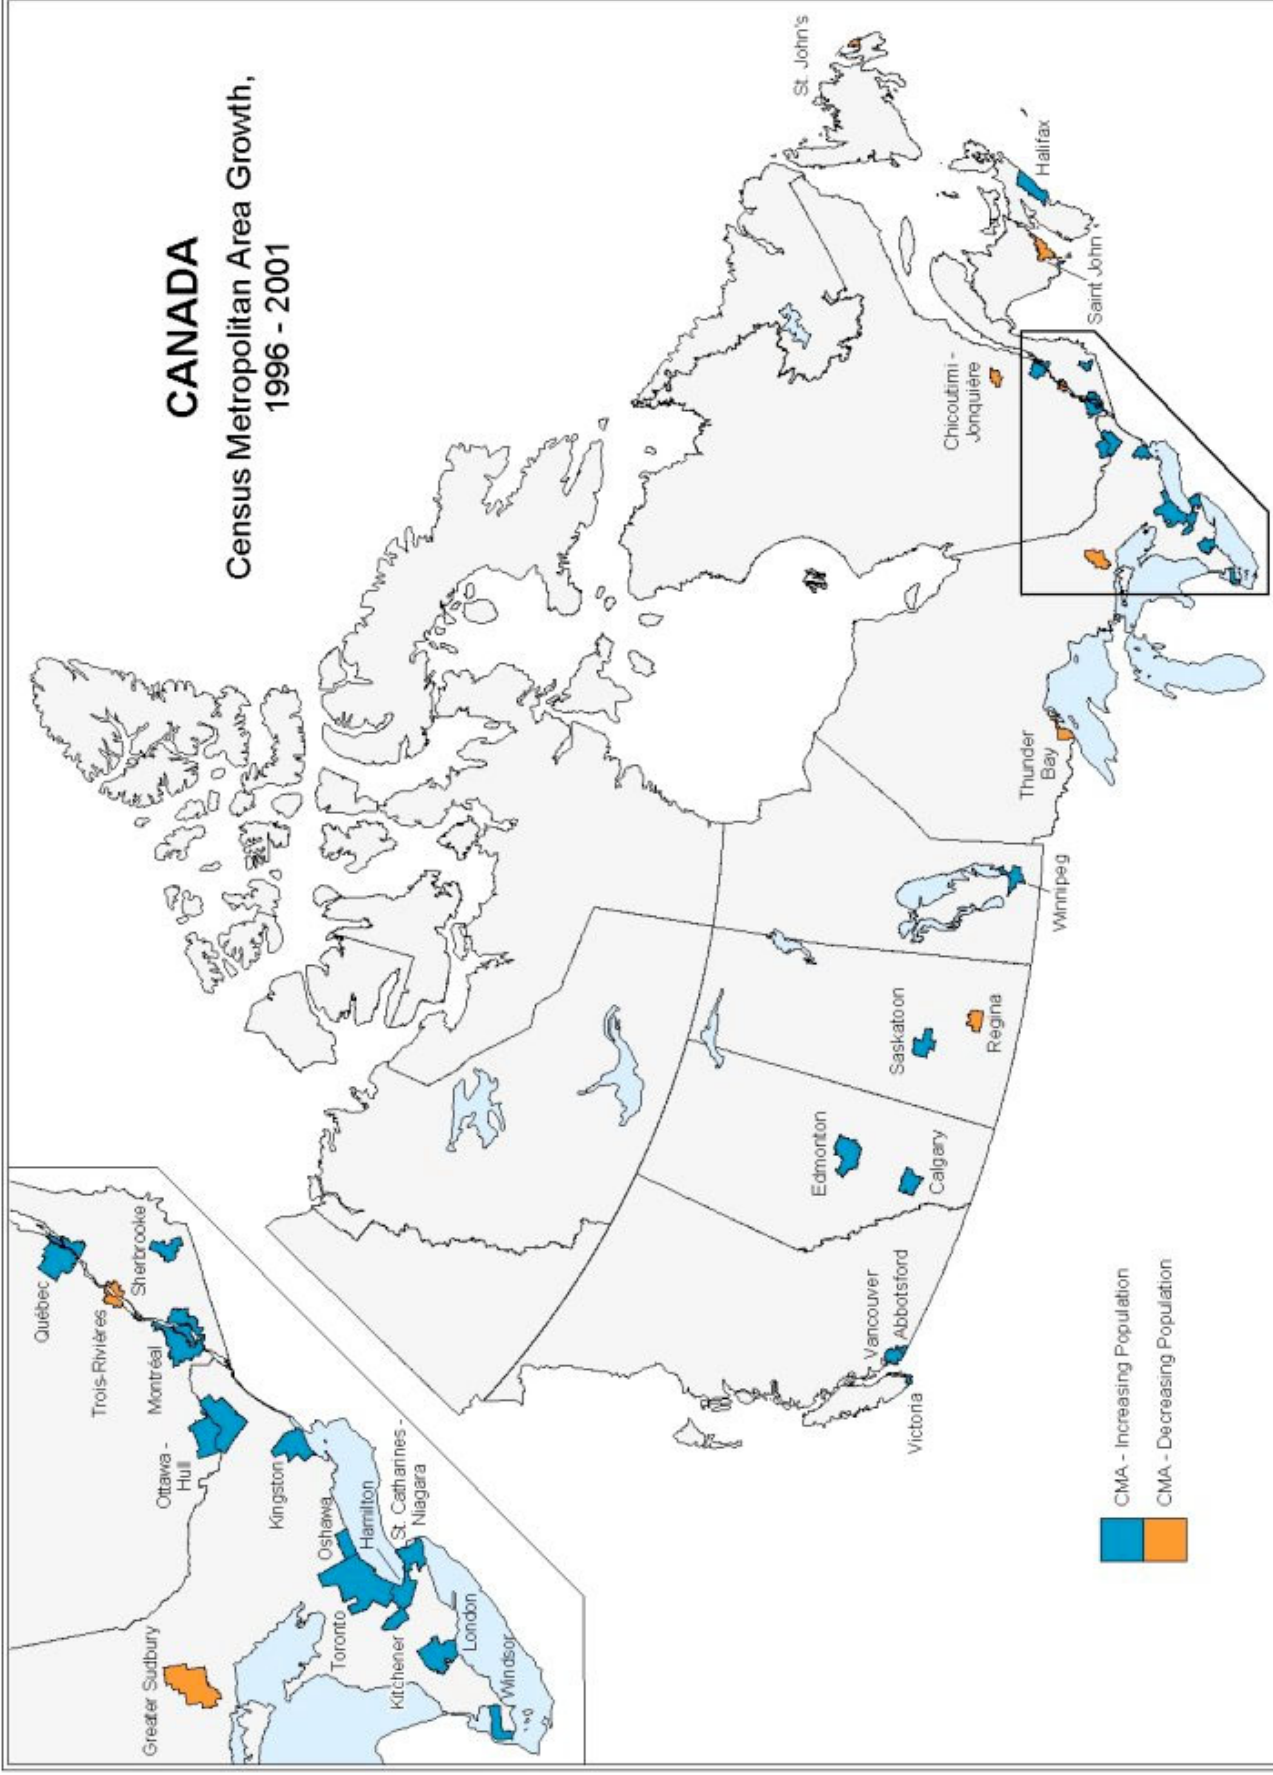 CANADA
Census Metropolitan Area Growth,
1996 - 2001
Québec
Trois-Rivières
Sherbrooke
Montréal
Ottawa -
Hull
Kingston
Oshawa
Hamilton
St. Catharines -
Niagara
Greater Sudbury
Toronto
Kitchener
London
Windsor
St. John's
Halifax
Saint John
Chicoutimi -
Jonquière
Thunder
Bay
Winnipeg
Saskatoon
Regina
Edmonton
Calgary
Vancouver
Abbotsford
Victoria
CMA - Increasing Population
CMA - Decreasing Population